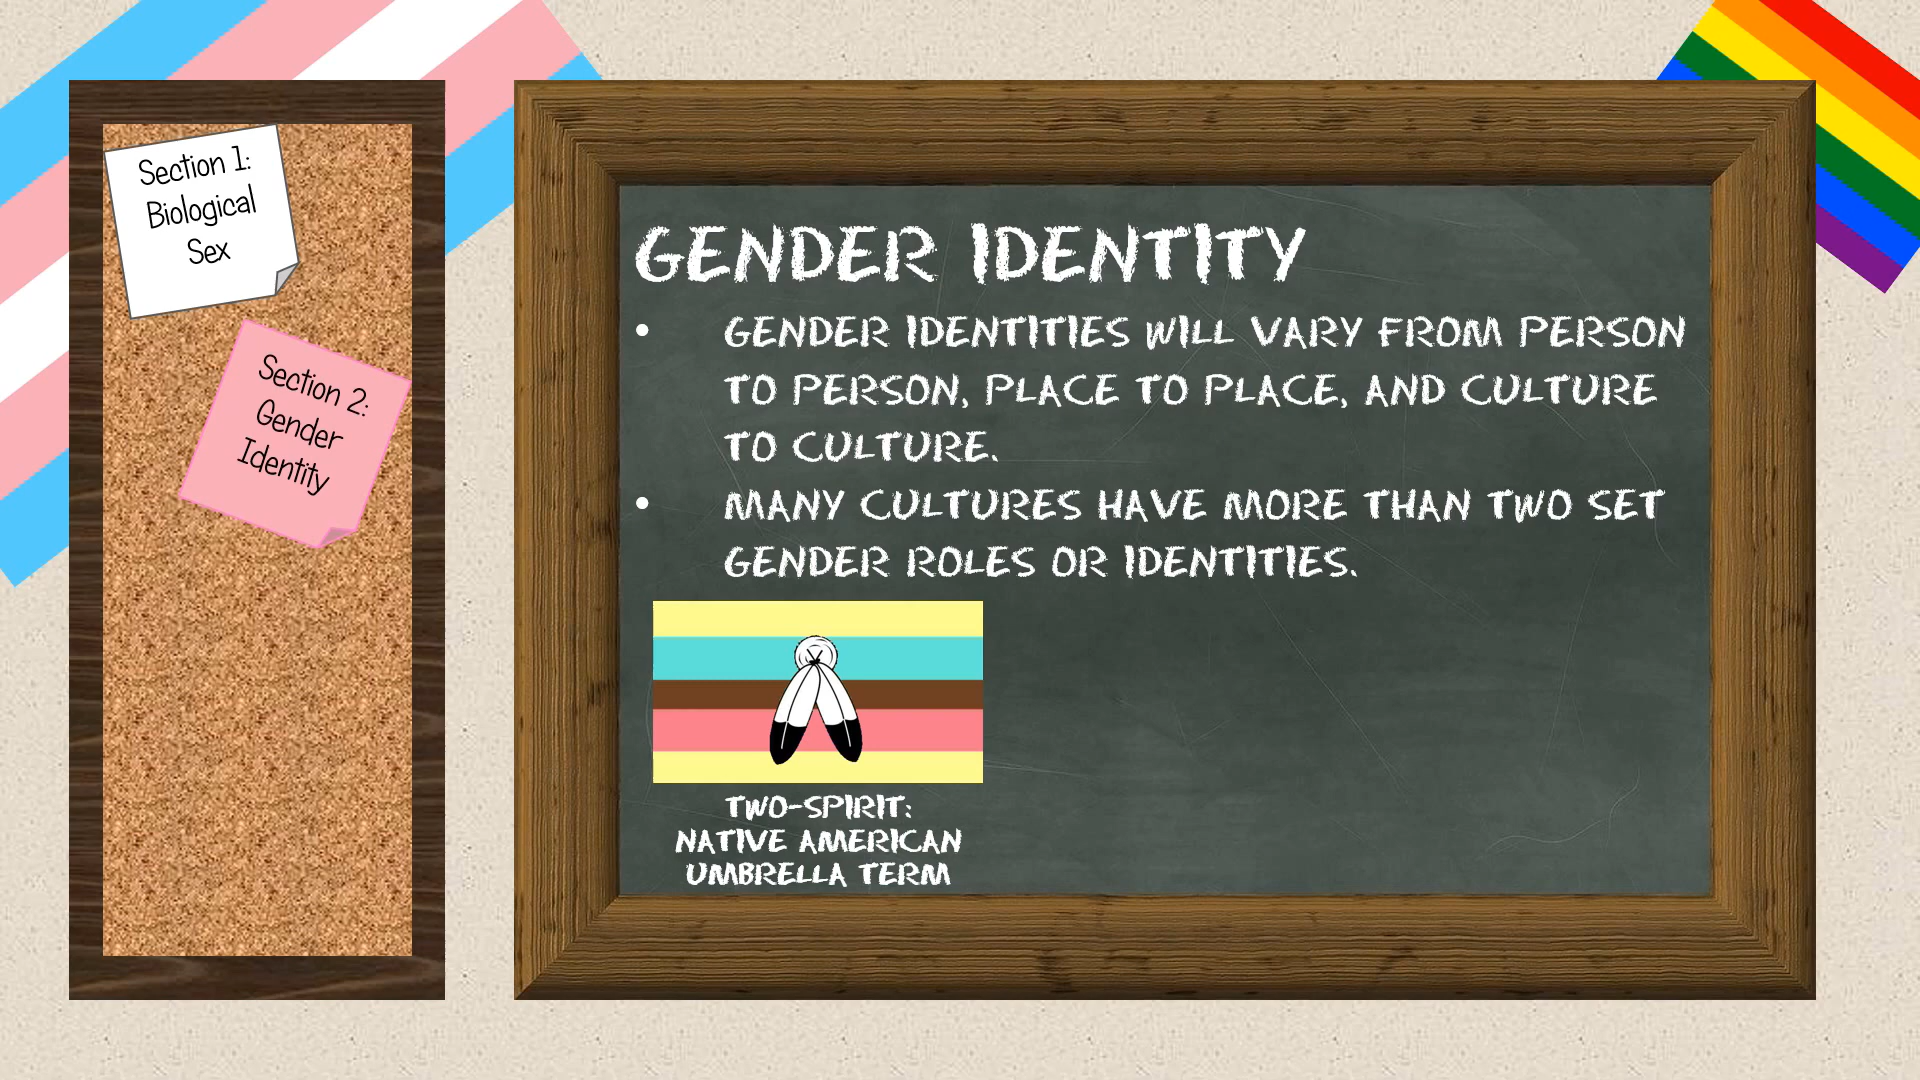 Section 1:
Biological
Sex
Section 2:
Gender
Identity
GENDER IDENTITY
• GENDER IDENTITIES WILL VARY FROM PERSON
TO PERSON, PLACE TO PLACE, AND CULTURE
TO CULTURE.
• MANY CULTURES HAVE MORE THAN TWO SET
GENDER ROLES OR IDENTITIES.
TWO-SPIRIT:
NATIVE AMERICAN
UMBRELLA TERM